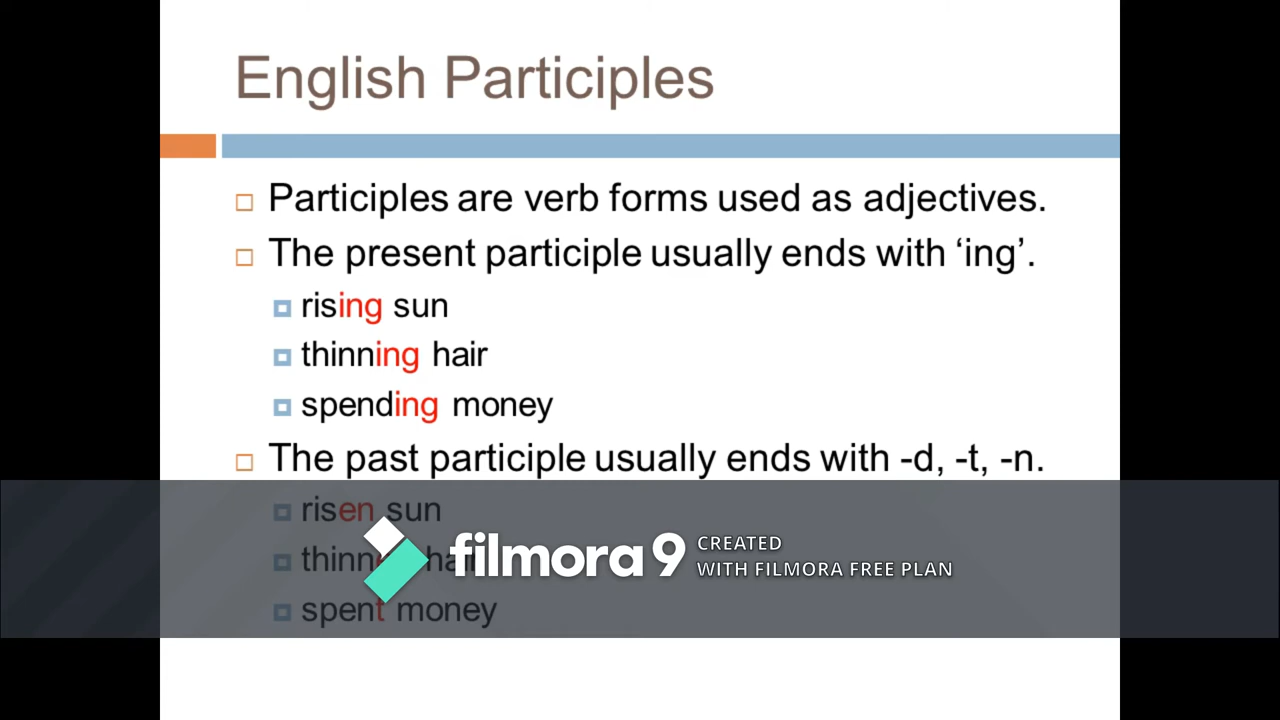 English Participles
Participles are verb forms used as adjectives.
The present participle usually ends with ‘ing’.
rising sun
thinning hair
spending money
The past participle usually ends with -d, -t, -n.
risen sun
hair
spent money
filmora 9
CREATED
WITH FILMORA FREE PLAN